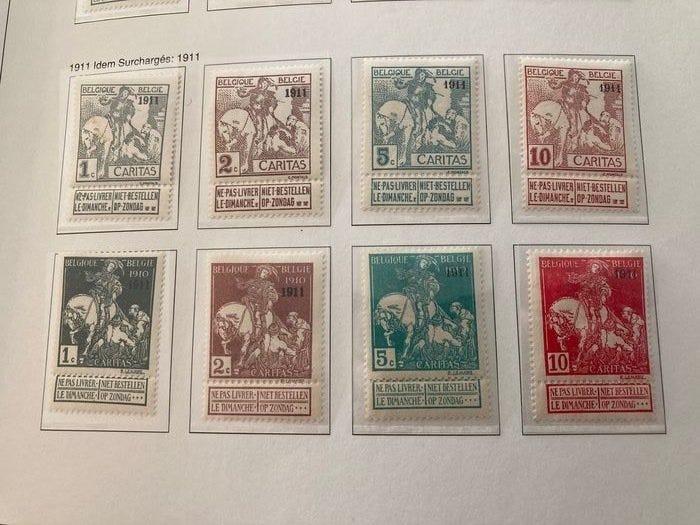 1911 Idem Surchargés: 1911
BELGIQUE BELGIE
1911
1c
CARITAS
NE PAS LIVRER NIET BESTELLEN
LE DIMANCHE OP ZONDAG
BELGIQUE BELGIE
1911
2c
CARITAS
NE PAS LIVRER NIET BESTELLEN
LE DIMANCHE OP ZONDAG
BELGIQUE BELGIE
1911
5c
CARITAS
NE PAS LIVRER NIET BESTELLEN
LE DIMANCHE OP ZONDAG
BELGIQUE BELGIE
1911
10c
CARITAS
NE PAS LIVRER NIET BESTELLEN
LE DIMANCHE OP ZONDAG
BELGIQUE BELGIE
1910
1911
1c
CARITAS
NE PAS LIVRER NIET BESTELLEN
LE DIMANCHE OP ZONDAG
BELGIQUE BELGIE
1910
1911
2c
CARITAS
NE PAS LIVRER NIET BESTELLEN
LE DIMANCHE OP ZONDAG
BELGIQUE BELGIE
1911
5c
CARITAS
NE PAS LIVRER NIET BESTELLEN
LE DIMANCHE OP ZONDAG
BELGIQUE BELGIE
1910
10
CARITAS
NE PAS LIVRER NIET BESTELLEN
LE DIMANCHE OP ZONDAG